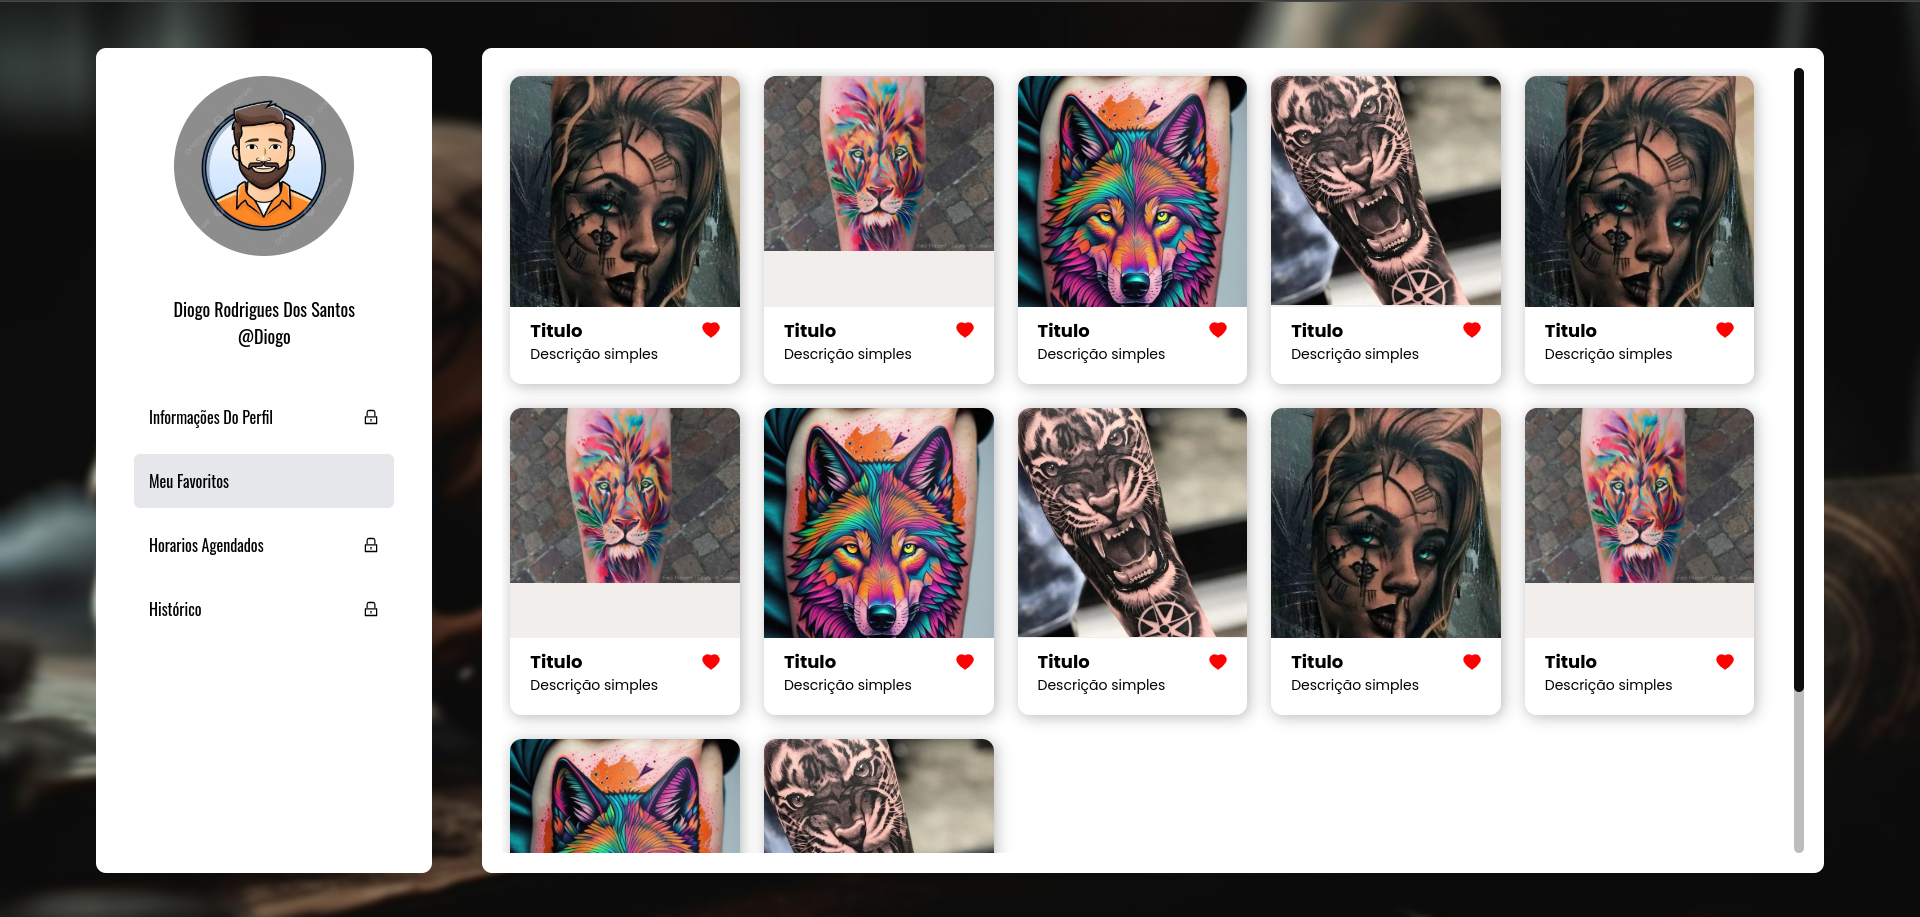 Diogo Rodrigues Dos Santos
@Diogo
Informações Do Perfil
Meu Favoritos
Horarios Agendados
Histórico
Titulo
Descrição simples
Titulo
Descrição simples
Titulo
Descrição simples
Titulo
Descrição simples
Titulo
Descrição simples
Titulo
Descrição simples
Titulo
Descrição simples
Titulo
Descrição simples
Titulo
Descrição simples
Titulo
Descrição simples